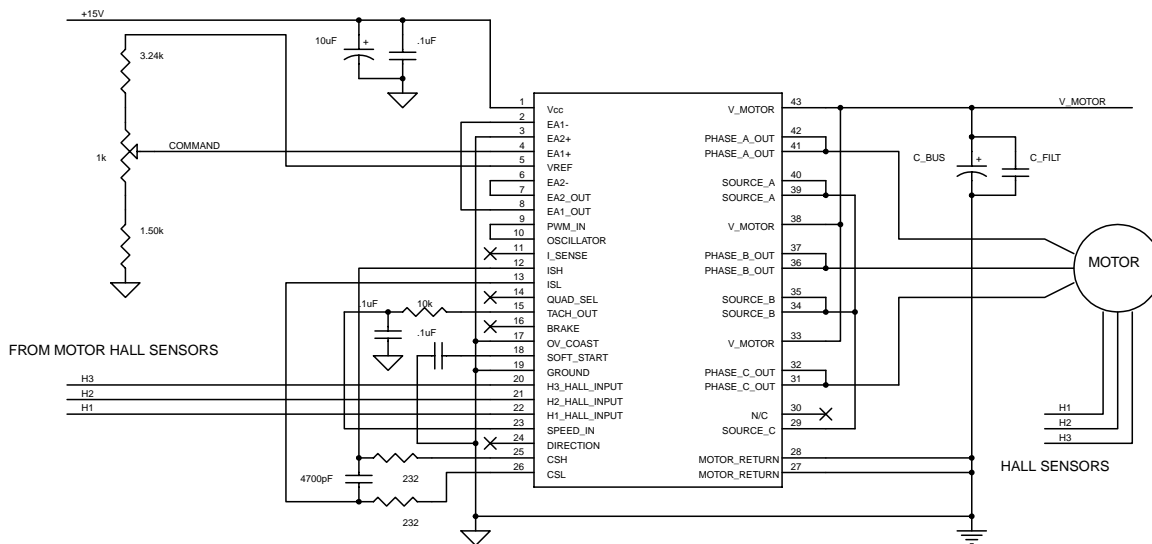 +15V
3.24k
10uF
+
.1uF
1k
COMMAND
1.50k
1 Vcc
2 EA1-
3 EA2+
4 EA1+
5 VREF
6 EA2-
7 EA2_OUT
8 EA1_OUT
9 PWM_IN
10 OSCILLATOR
11 I_SENSE
12 ISH
13 ISL
14 QUAD_SEL
15 TACH_OUT
16 BRAKE
17 OV_COAST
18 SOFT_START
19 GROUND
20 H3_HALL_INPUT
21 H2_HALL_INPUT
22 H1_HALL_INPUT
23 SPEED_IN
24 DIRECTION
25 CSH
26 CSL
V_MOTOR 43
PHASE_A_OUT 42
PHASE_A_OUT 41
SOURCE_A 40
SOURCE_A 39
V_MOTOR 38
PHASE_B_OUT 37
PHASE_B_OUT 36
SOURCE_B 35
SOURCE_B 34
V_MOTOR 33
PHASE_C_OUT 32
PHASE_C_OUT 31
N/C 30
SOURCE_C 29
MOTOR_RETURN 28
MOTOR_RETURN 27
.1uF
10k
.1uF
FROM MOTOR HALL SENSORS
H3
H2
H1
4700pF
232
232
V_MOTOR
C_BUS
+
C_FILT
MOTOR
H1
H2
H3
HALL SENSORS